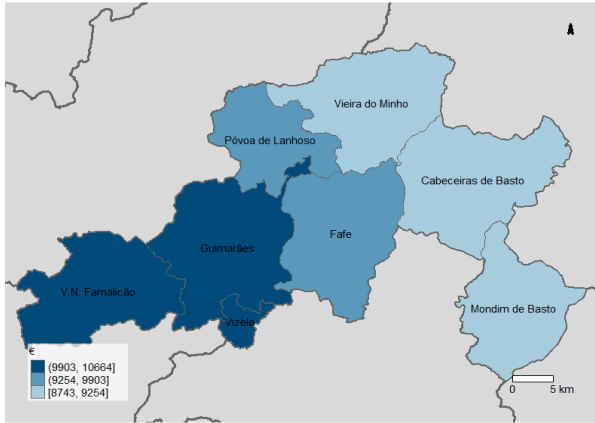 Vieira do Minho
Póvoa de Lanhoso
Cabeceiras de Basto
Fafe
Guimarães
V.N. Famalicão
Mondim de Basto
Vizela
€
(9903, 10664]
(9254, 9903]
[8743, 9254]
0 5 km